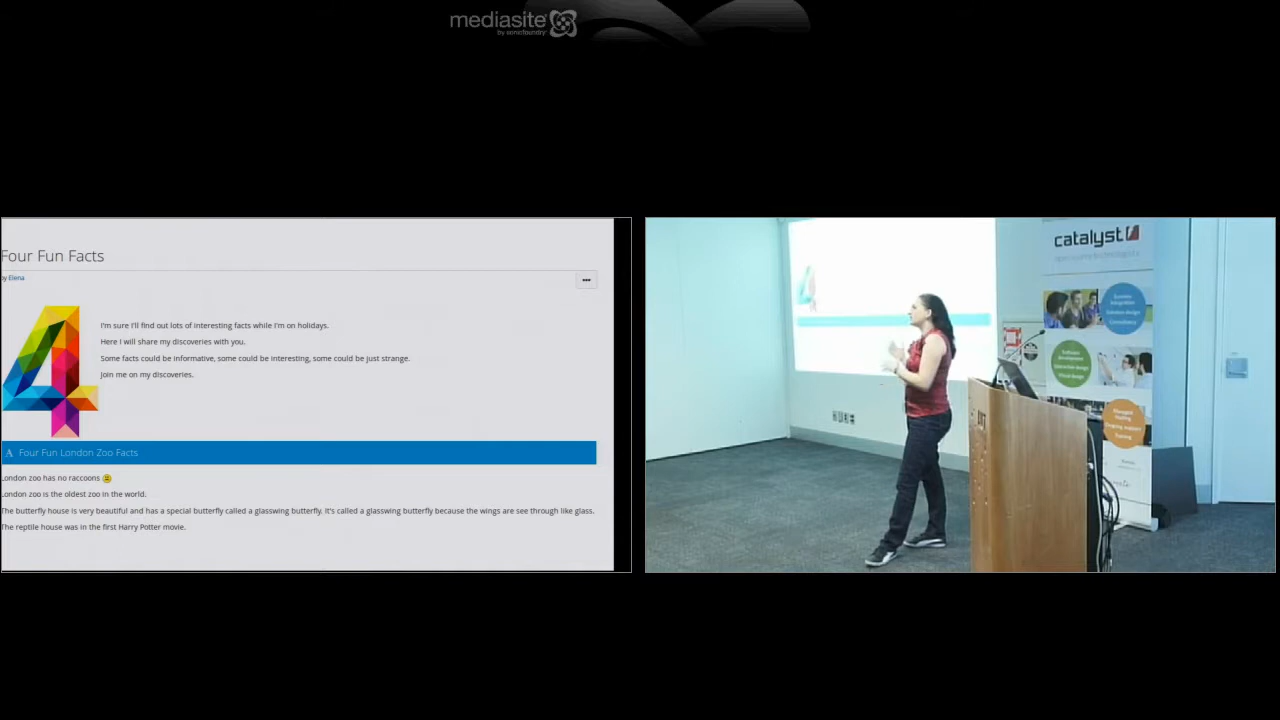 mediasite
by sonicfoundry
Four Fun Facts
by Elena
4
I'm sure I'll find out lots of interesting facts while I'm on holidays.
Here I will share my discoveries with you.
Some facts could be informative, some could be interesting, some could be just strange.
Join me on my discoveries.
A Four Fun London Zoo Facts
London zoo has no raccoons
London zoo is the oldest zoo in the world.
The butterfly house is very beautiful and has a special butterfly called a glasswing butterfly. It's called a glasswing butterfly because the wings are see through like glass.
The reptile house was in the first Harry Potter movie.
catalyst